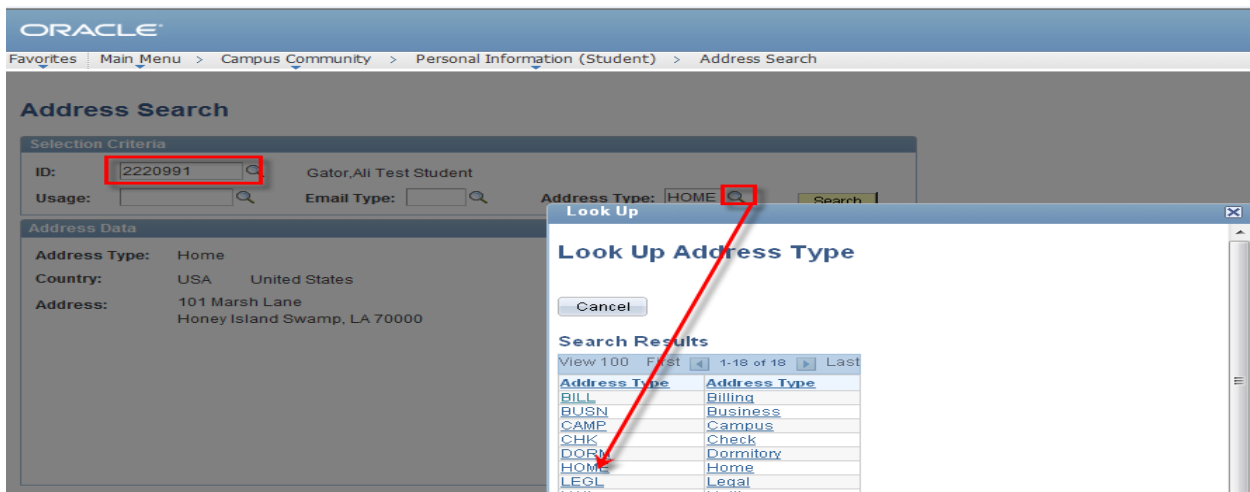 ORACLE
Favorites Main Menu > Campus Community > Personal Information (Student) > Address Search
Address Search
Selection Criteria
ID: 2220991 Gator,Ali Test Student
Usage: Email Type: Address Type: HOME Search
Address Data
Address Type: Home
Country: USA United States
Address: 101 Marsh Lane
Honey Island Swamp, LA 70000
Look Up
Look Up Address Type
Cancel
Search Results
View 100 First 1-18 of 18 Last
Address Type Address Type
BILL Billing
BUSN Business
CAMP Campus
CHK Check
DORM Dormitory
HOME Home
LEGL Legal